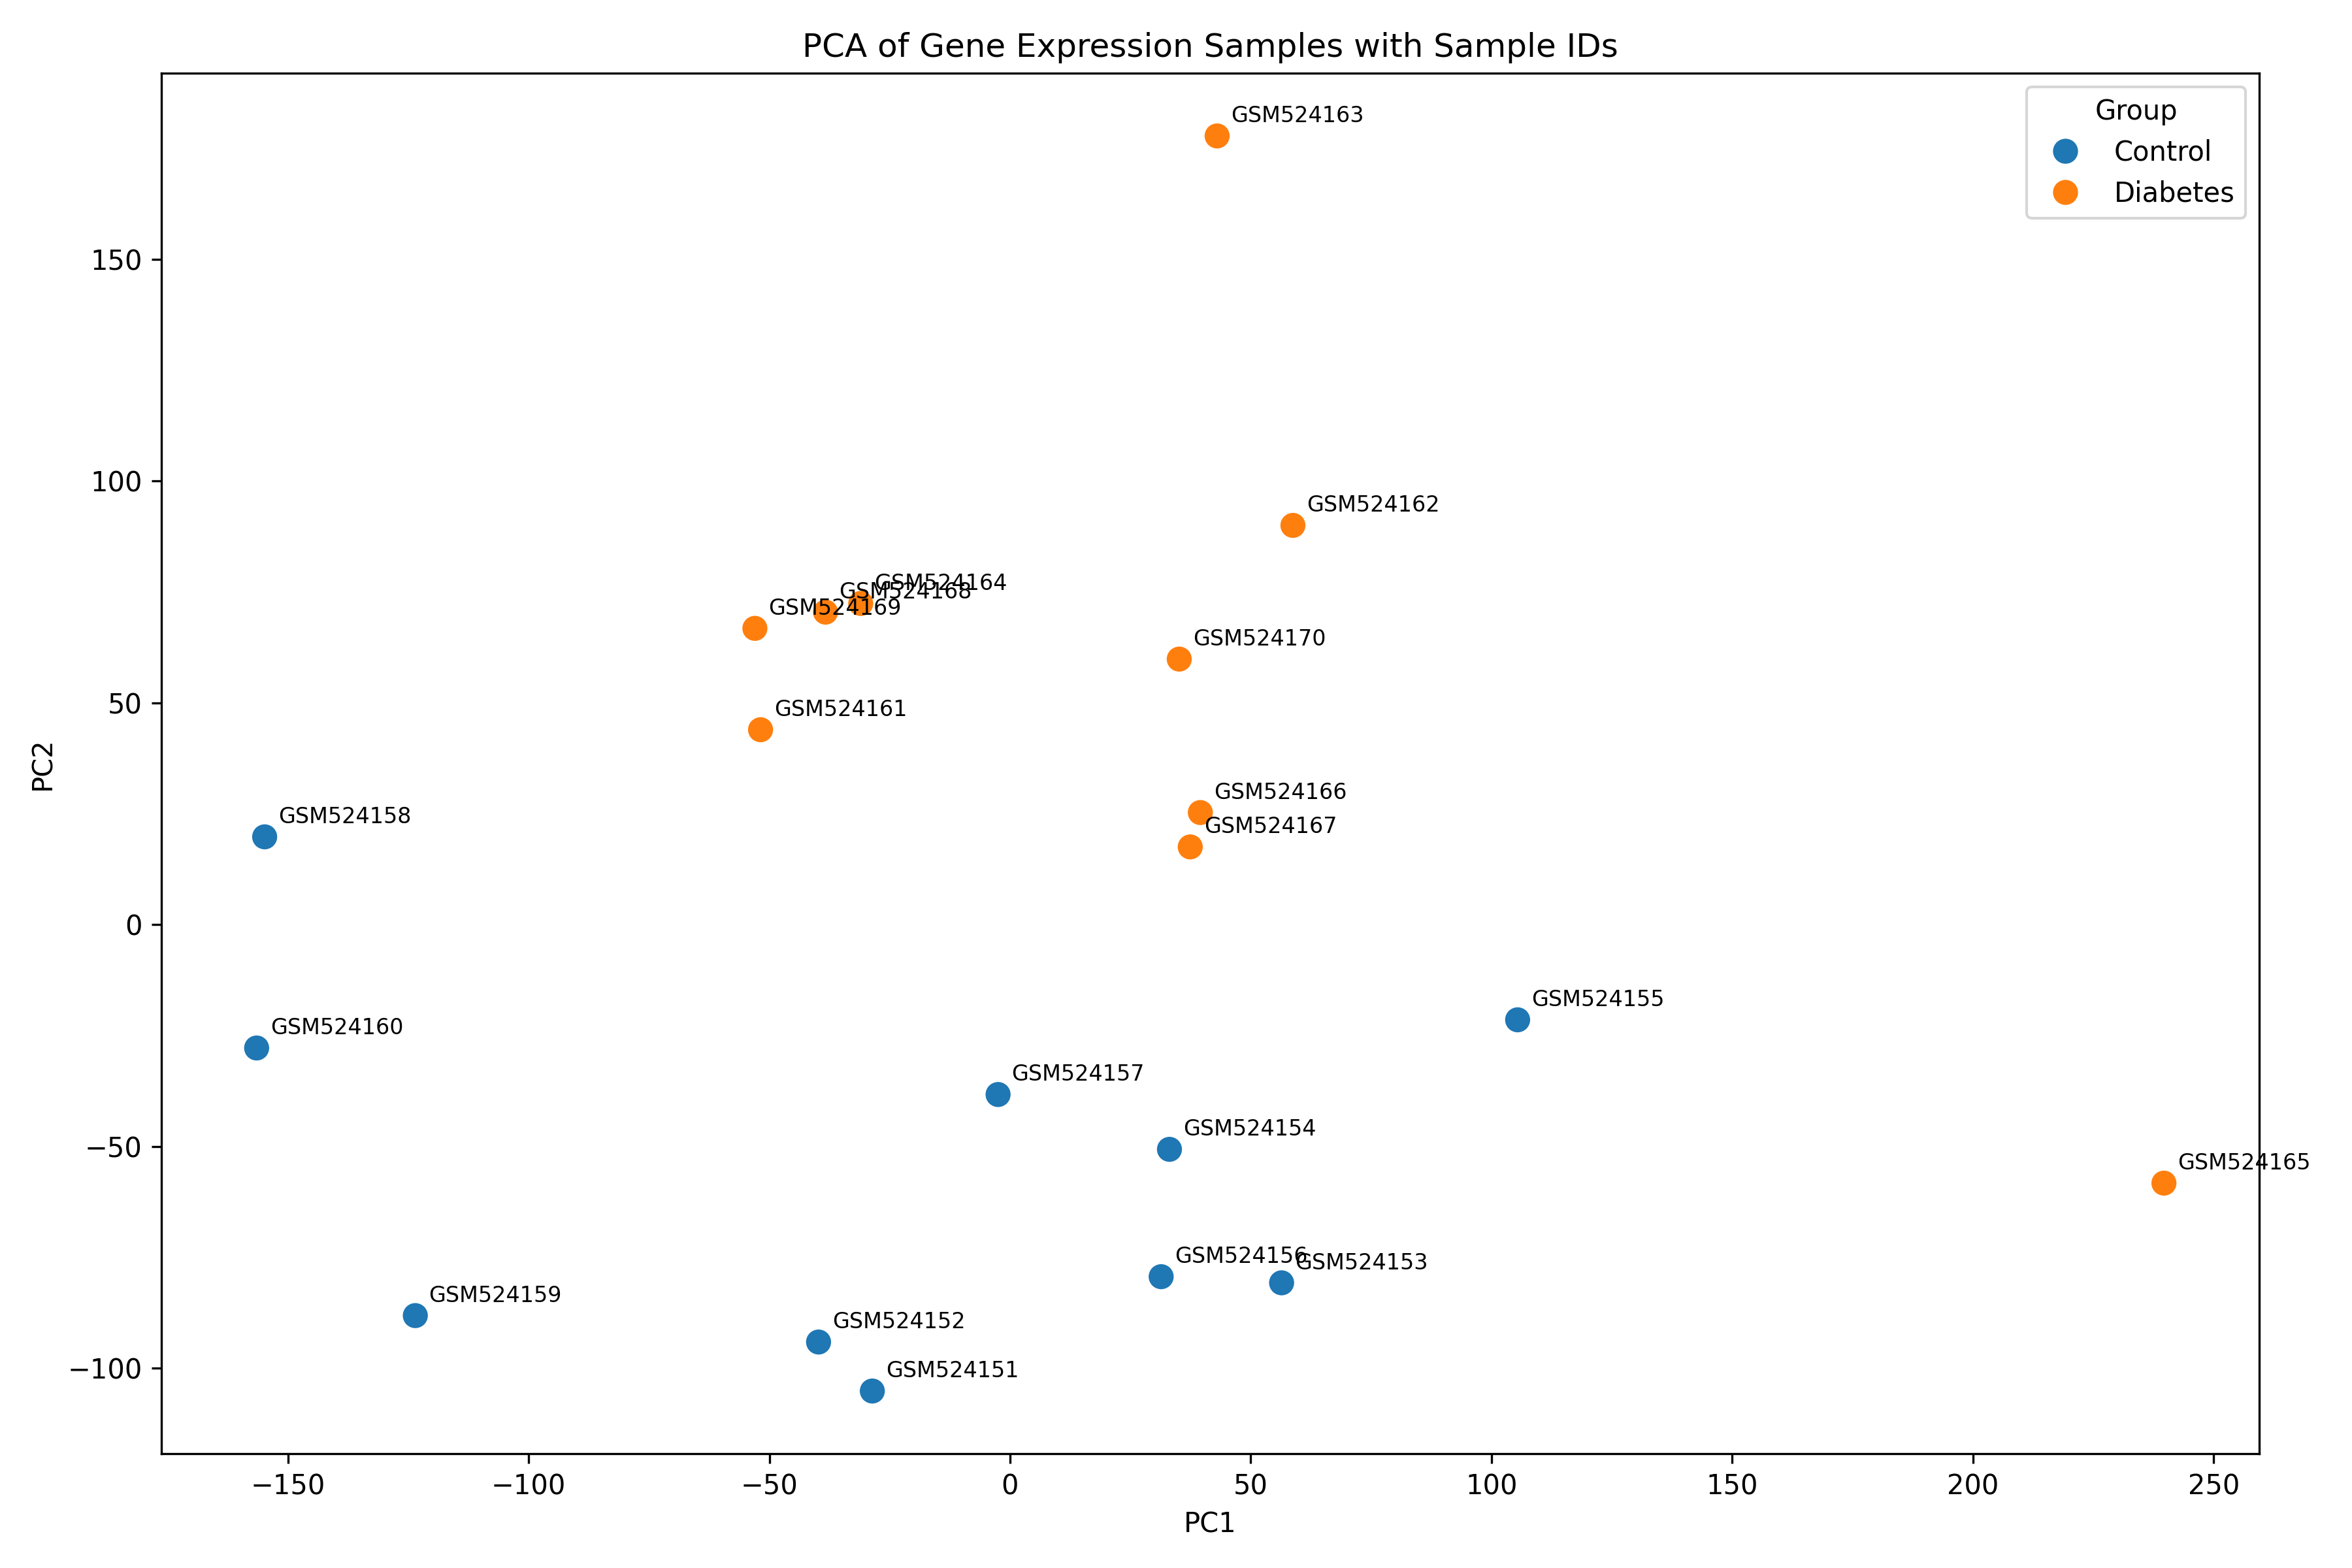 PCA of Gene Expression Samples with Sample IDs
Group
Control
Diabetes
GSM524163
GSM524162
GSM524164
GSM524168
GSM524169
GSM524170
GSM524161
GSM524166
GSM524158
GSM524167
GSM524155
GSM524160
GSM524157
GSM524154
GSM524165
GSM524156
GSM524153
GSM524159
GSM524152
GSM524151
150
100
50
0
−50
−100
PC2
−150
−100
−50
0
50
100
150
200
250
PC1